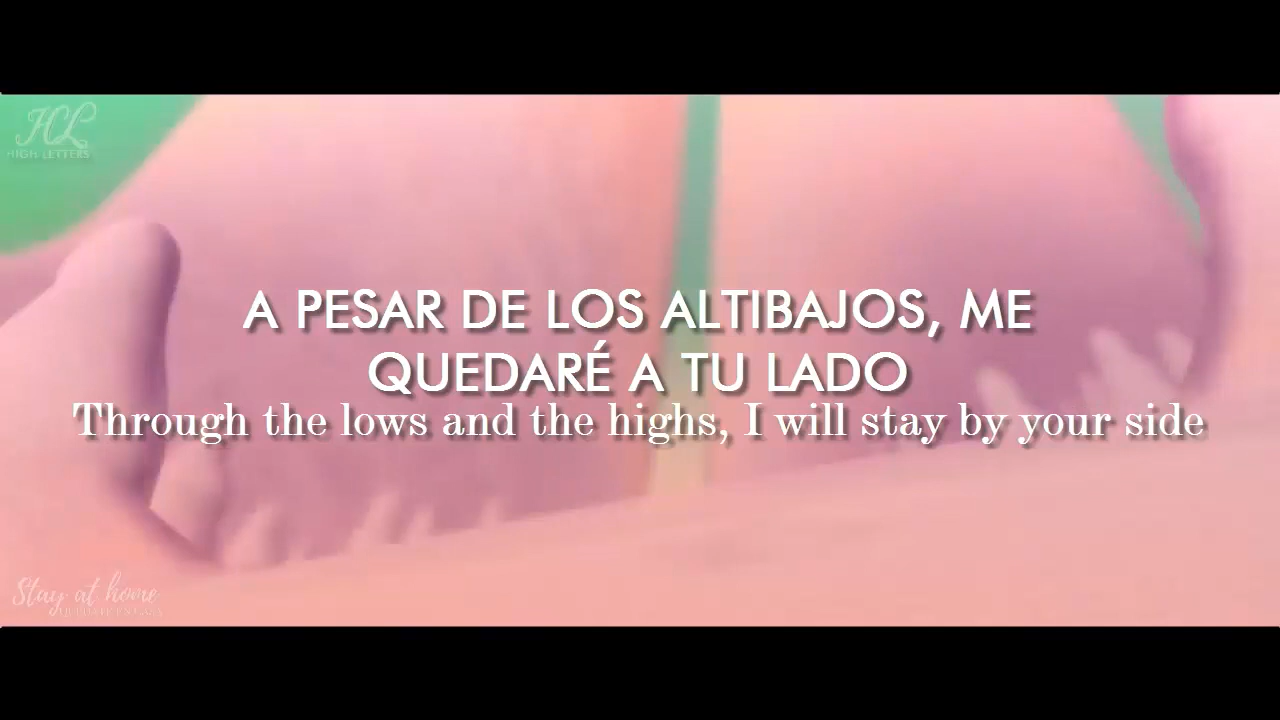 HL
HIGH LETTERS
A PESAR DE LOS ALTIBAJOS, ME
QUEDARÉ A TU LADO
Through the lows and the highs, I will stay by your side
Stay at home